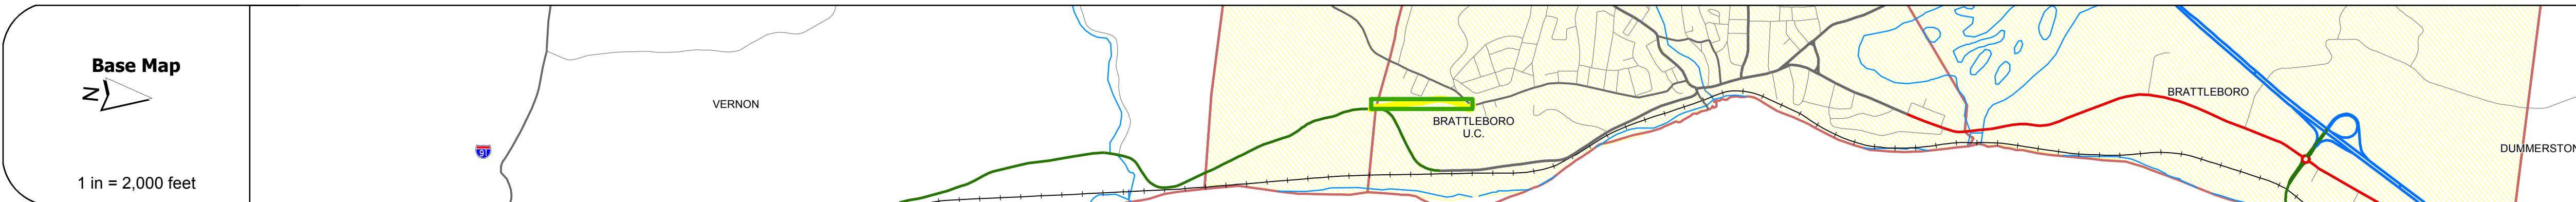 Base Map
N
1 in = 2,000 feet
91
VERNON
BRATTLEBORO
U.C.
BRATTLEBORO
DUMMERSTON